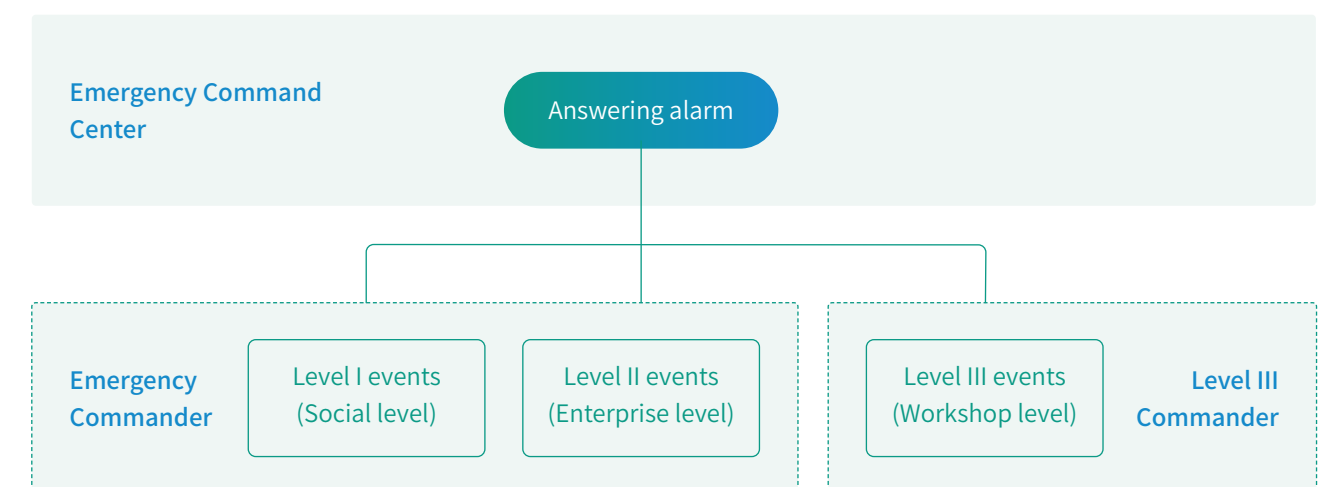 Emergency Command
Center
Answering alarm
Emergency
Commander
Level I events
(Social level)
Level II events
(Enterprise level)
Level III events
(Workshop level)
Level III
Commander